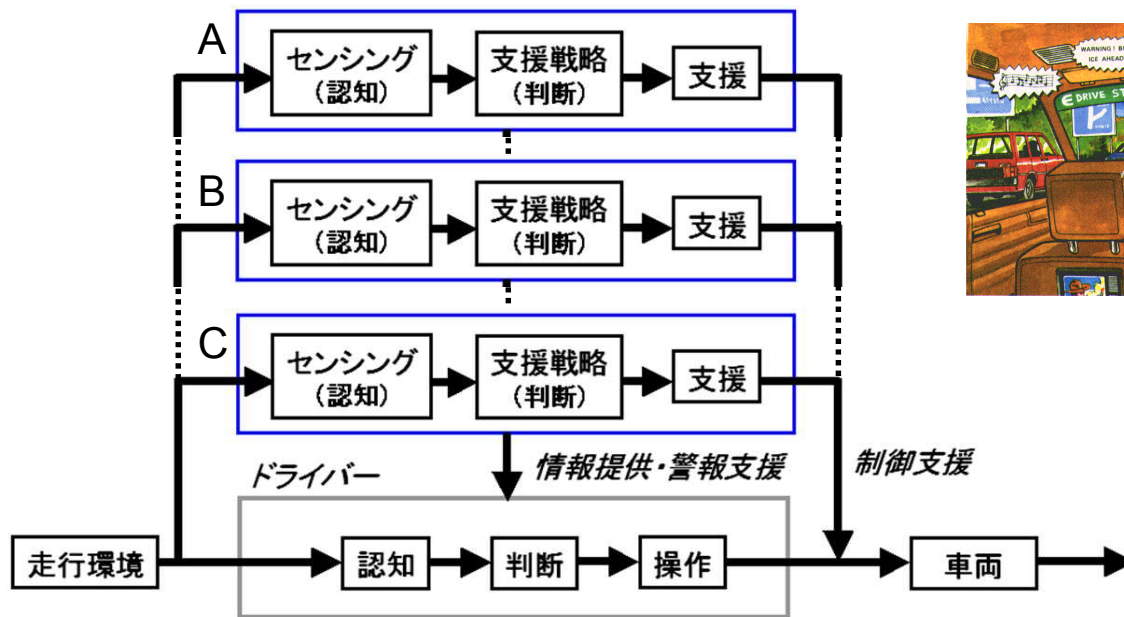 A
センシング
(認知)
支援戦略
(判断)
支援
B
センシング
(認知)
支援戦略
(判断)
支援
C
センシング
(認知)
支援戦略
(判断)
支援
ドライバー
情報提供・警報支援
制御支援
走行環境
認知
判断
操作
車両
WARNING!
ICE AHEAD
E DRIVE